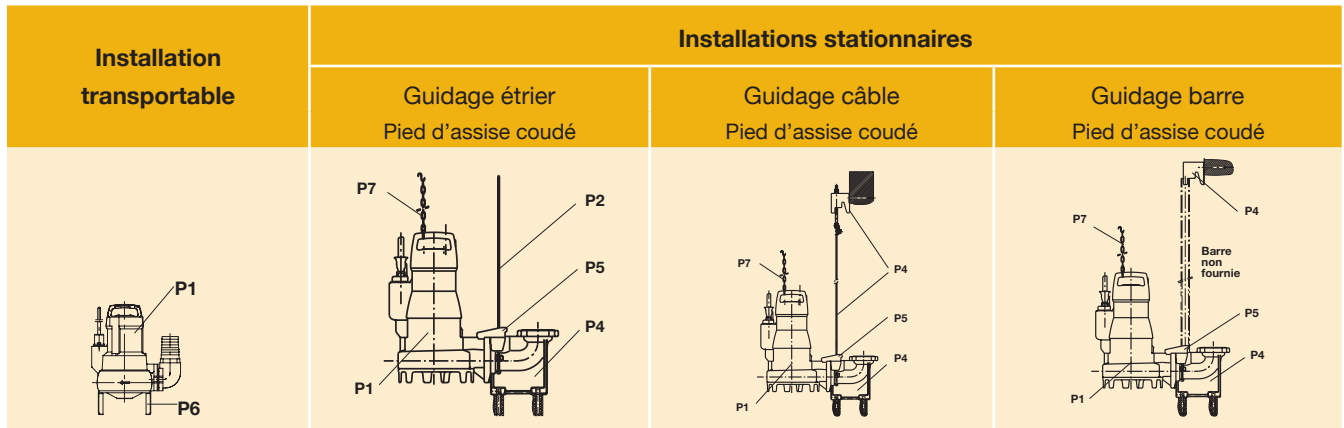 Installation
transportable
Installations stationnaires
Guidage étrier
Pied d'assise coudé
Guidage câble
Pied d'assise coudé
Guidage barre
Pied d'assise coudé
P1
P6
P7
P2
P5
P4
P1
P7
P4
P5
P4
P1
P4
P7
Barre
non
fournie
P5
P4
P1